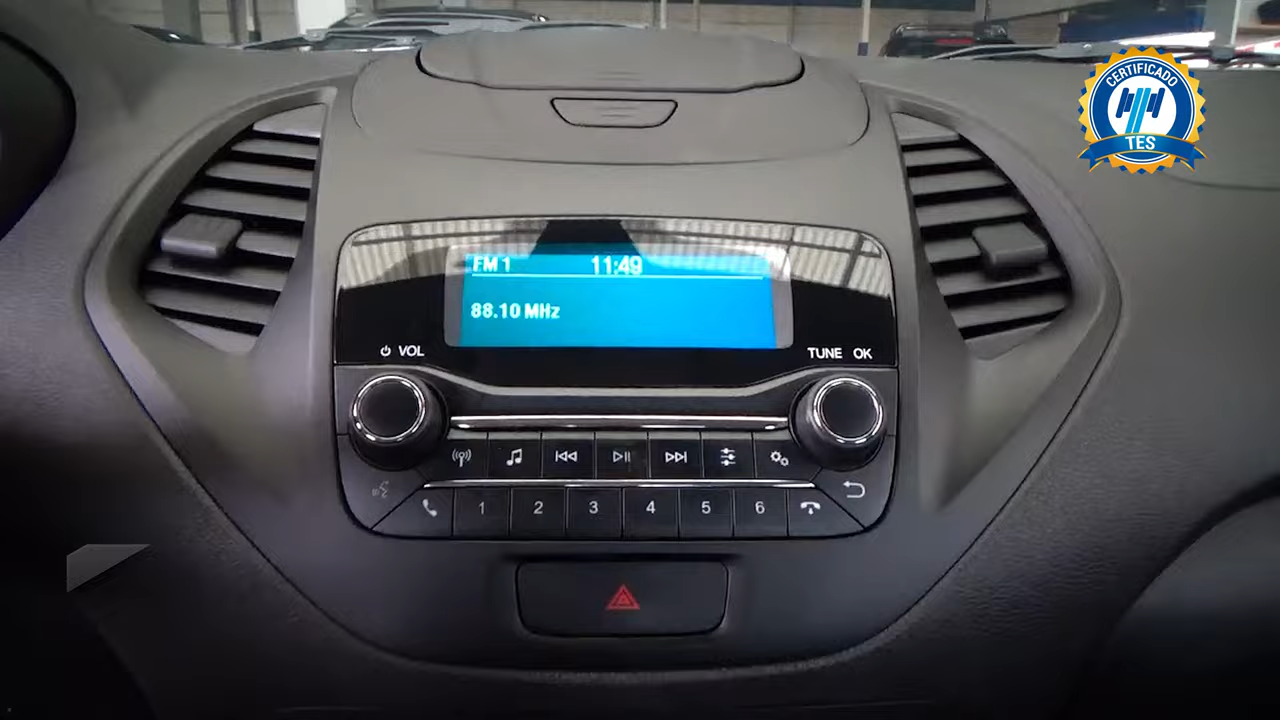 CERTIFICADO
TES
FM 1 11:49
88.10 MHz
VOL
TUNE OK
1 2 3 4 5 6